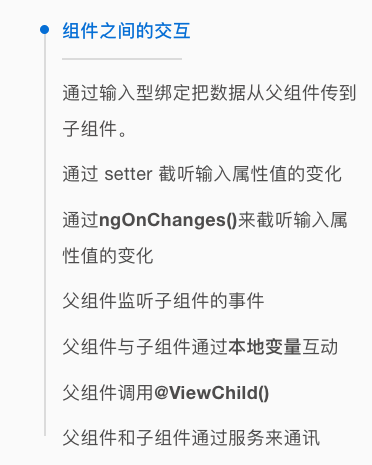 组件之间的交互
通过输入型绑定把数据从父组件传到
子组件。
通过 setter 截听输入属性值的变化
通过ngOnChanges()来截听输入属
性值的变化
父组件监听子组件的事件
父组件与子组件通过本地变量互动
父组件调用@ViewChild()
父组件和子组件通过服务来通讯